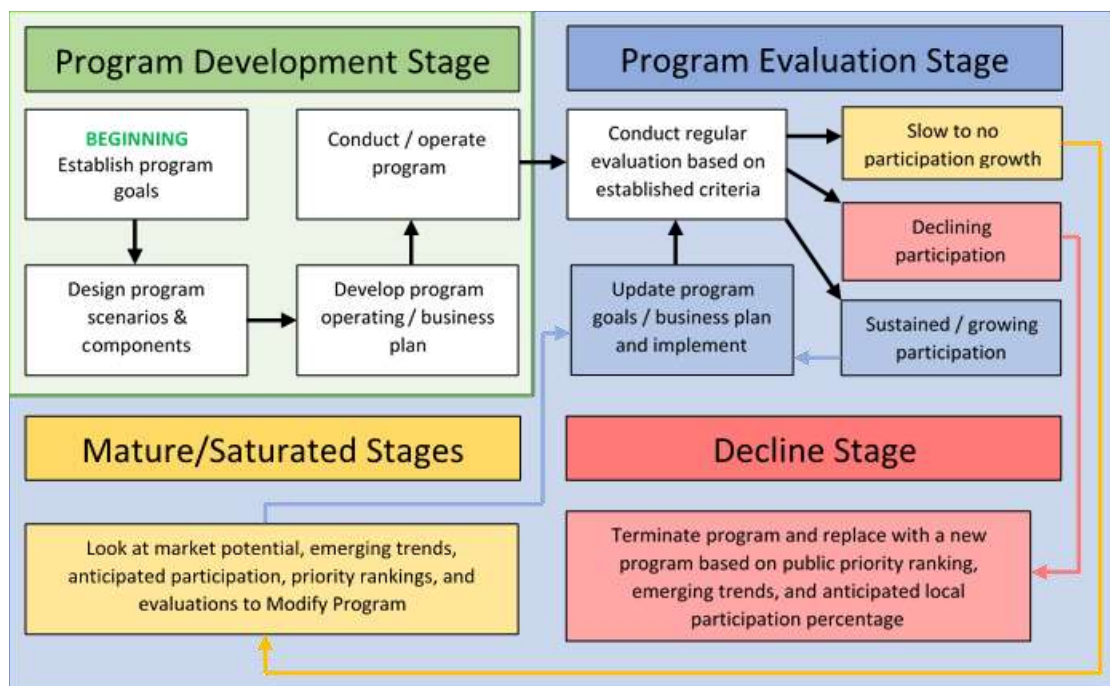 Program Development Stage
BEGINNING
Establish program
goals
Conduct / operate
program
Design program
scenarios &
components
Develop program
operating / business
plan
Program Evaluation Stage
Conduct regular
evaluation based on
established criteria
Slow to no
participation growth
Declining
participation
Update program
goals / business plan
and implement
Sustained / growing
participation
Mature/Saturated Stages
Look at market potential, emerging trends,
anticipated participation, priority rankings, and
evaluations to Modify Program
Decline Stage
Terminate program and replace with a new
program based on public priority ranking,
emerging trends, and anticipated local
participation percentage